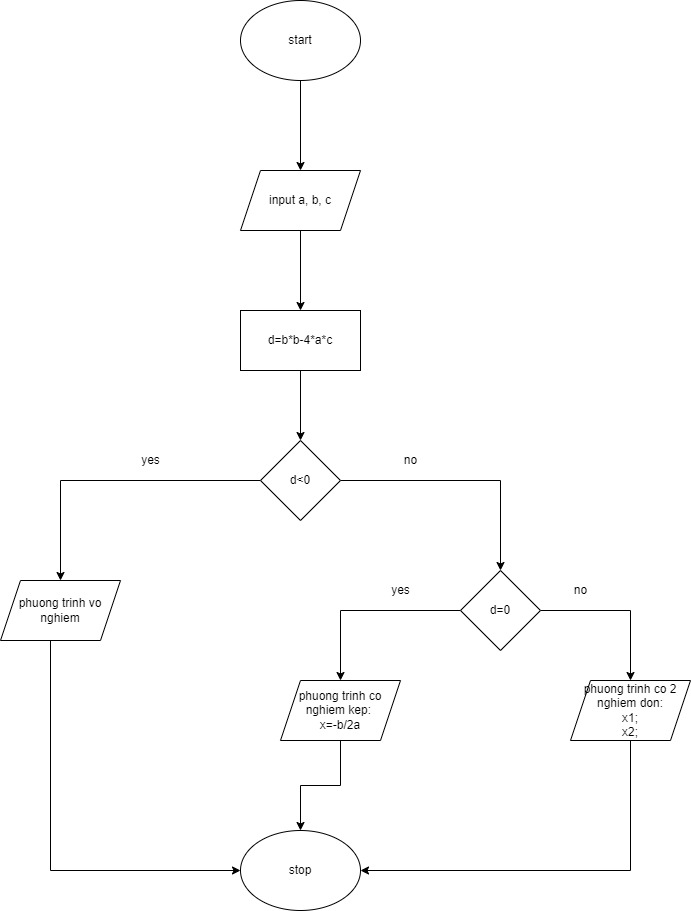 start
input a, b, c
d=b*b-4*a*c
yes
no
d<0
yes
no
phuong trinh vo
nghiem
d=0
phuong trinh co
nghiem kep:
x=-b/2a
phuong trinh co 2
nghiem don:
x1;
x2;
stop